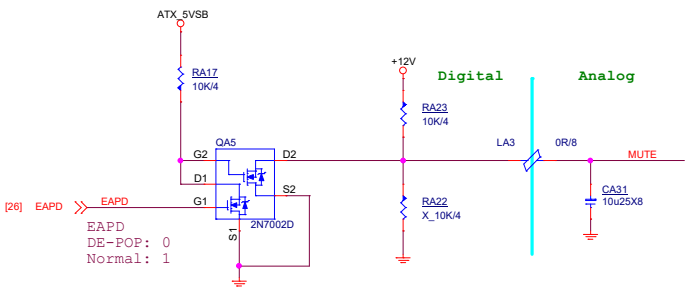 ATX_5VSB
RA17
10K/4
+12V
Digital
Analog
RA23
10K/4
QA5
LA3
0R/8
G2
D2
MUTE
D1
S2
CA31
10u25X8
[26]
EAPD
EAPD
G1
RA22
X_10K/4
2N7002D
S1
EAPD
DE-POP: 0
Normal: 1